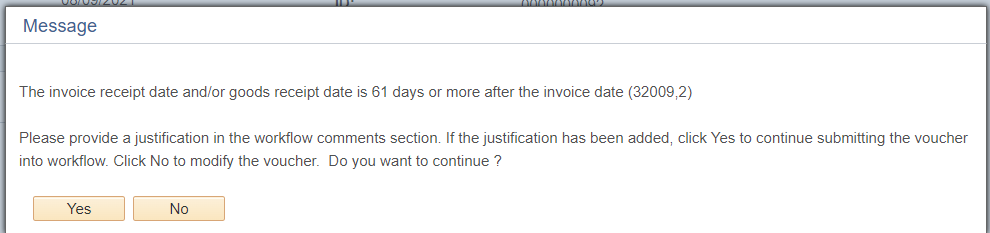 Message
The invoice receipt date and/or goods receipt date is 61 days or more after the invoice date (32009,2)
Please provide a justification in the workflow comments section. If the justification has been added, click Yes to continue submitting the voucher
into workflow. Click No to modify the voucher.  Do you want to continue ?
Yes No